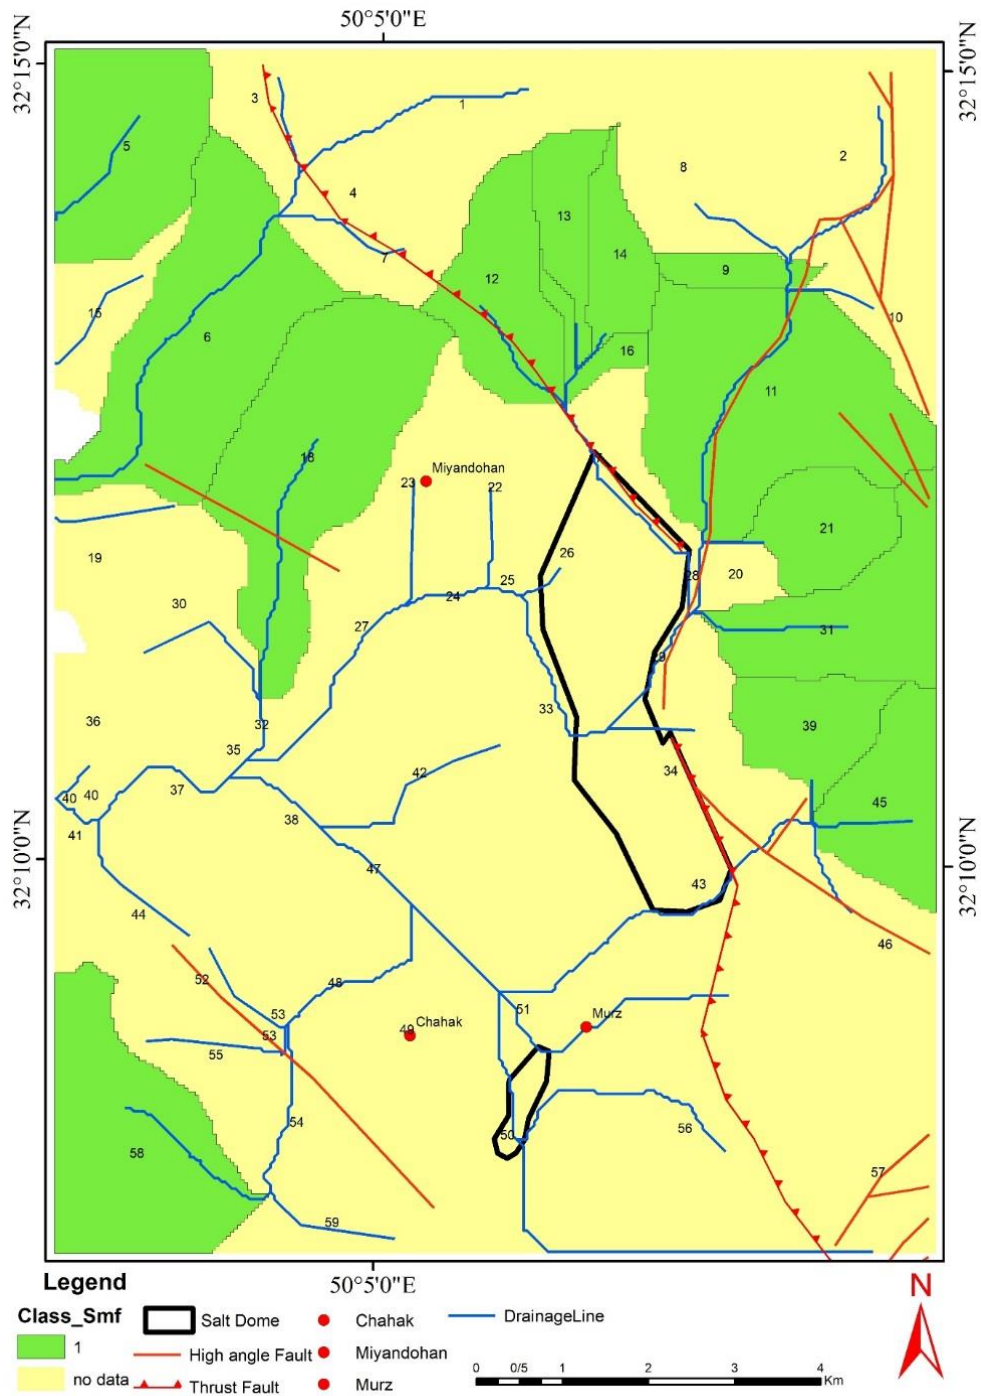 50°5'0"E
32°15'0"N
32°15'0"N
3
1
5
2
8
4
13
14
7
9
12
15
10
6
16
11
18
Miyandohan
23
22
21
19
26
20
28
25
24
30
27
31
29
33
36
32
39
35
34
42
37
40
40
45
38
41
32°10'0"N
32°10'0"N
47
43
44
46
52
48
51
53
Murz
Chahak
49
53
55
54
56
50
58
57
59
50°5'0"E
Legend
Class_Smf
1
no data
Salt Dome
High angle Fault
Thrust Fault
Chahak
Miyandohan
Murz
DrainageLine
N
0 0/5 1 2 3 4
Km